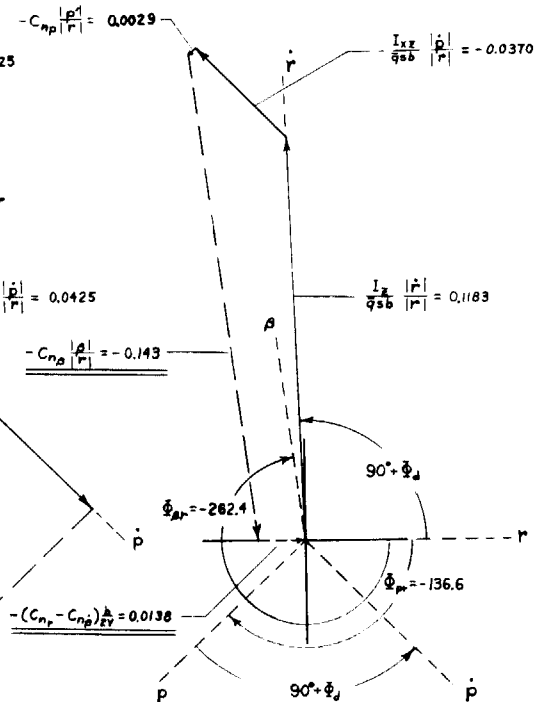 -C_{n_p} |p|/|r| = 0.0029
25
ṙ
I_{xz}/q̄sb |ṗ|/|r| = -0.0370
|ṗ|/|r| = 0.0425
I_z/q̄sb |ṙ|/|r| = 0.1183
β
-C_{n_β} |β|/|r| = -0.143
90°+Φ_d
Φ_{βr}=-262.4
ṗ
r
Φ_{pr}=-136.6
-(C_{n_r} - C_{n_β̇}) b/2V = 0.0138
p
90°+Φ_d
ṗ